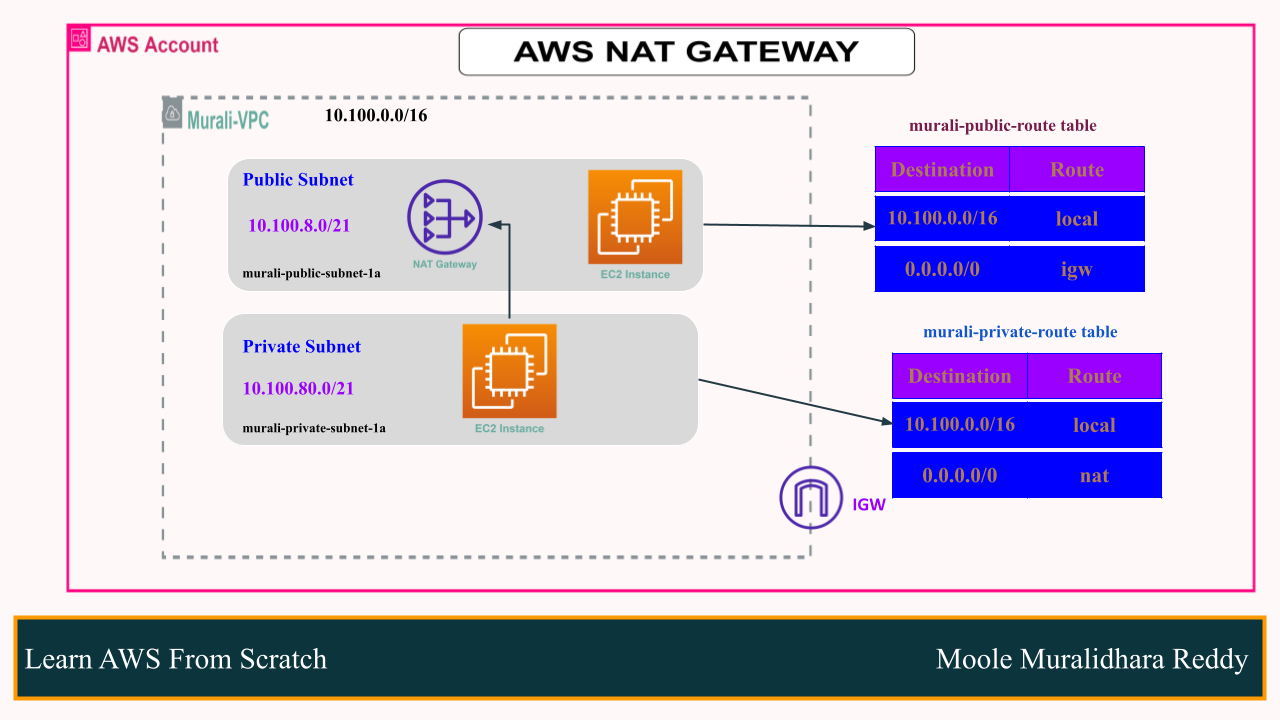 AWS Account
AWS NAT GATEWAY
Murali-VPC
10.100.0.0/16
Public Subnet
10.100.8.0/21
murali-public-subnet-1a
NAT Gateway
EC2 Instance
Private Subnet
10.100.80.0/21
murali-private-subnet-1a
EC2 Instance
murali-public-route table
Destination Route
10.100.0.0/16 local
0.0.0.0/0 igw
murali-private-route table
Destination Route
10.100.0.0/16 local
0.0.0.0/0 nat
IGW
Learn AWS From Scratch
Moole Muralidhara Reddy